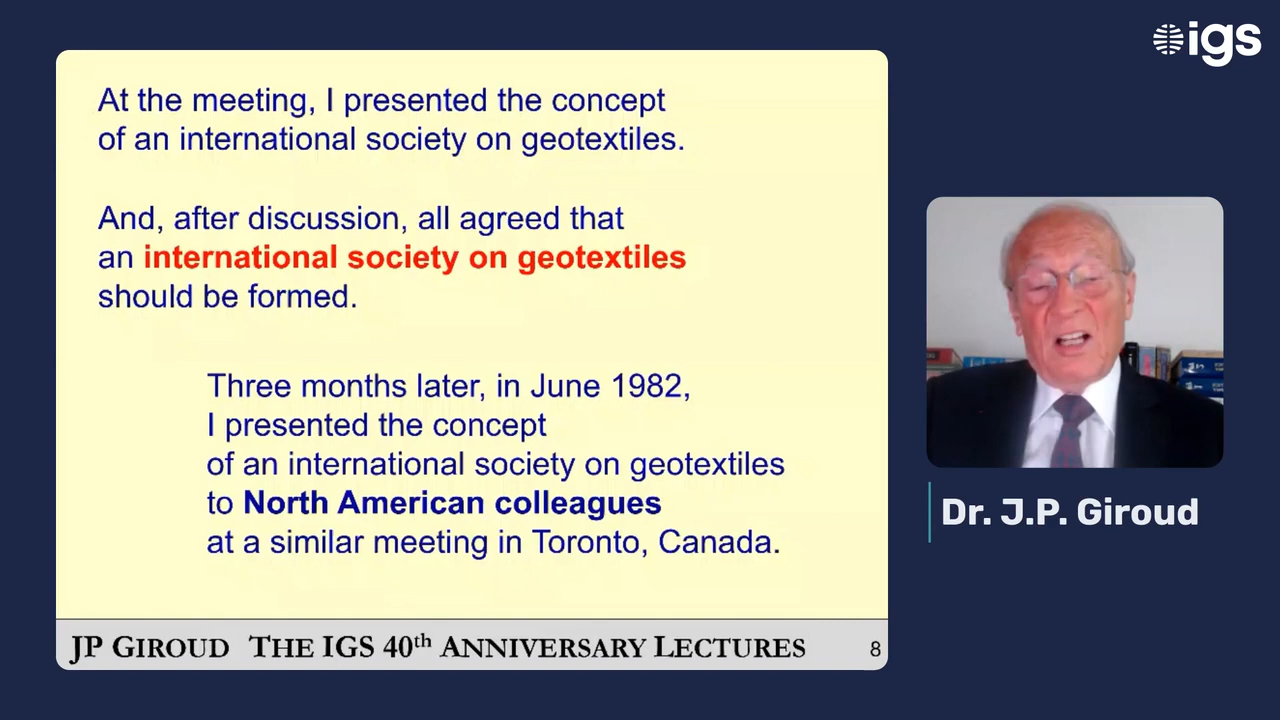 igs
At the meeting, I presented the concept
of an international society on geotextiles.
And, after discussion, all agreed that
an international society on geotextiles
should be formed.
Three months later, in June 1982,
I presented the concept
of an international society on geotextiles
to North American colleagues
at a similar meeting in Toronto, Canada.
JP GIROUD THE IGS 40th ANNIVERSARY LECTURES 8
Dr. J.P. Giroud